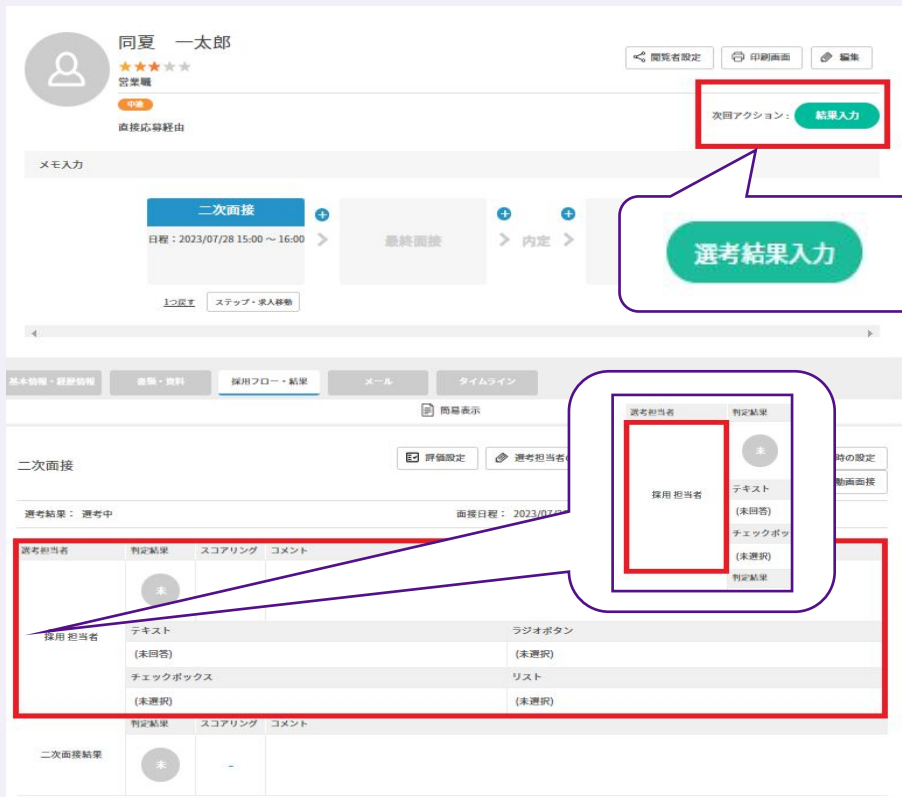 同夏　一太郎
★★★★★
営業職
中途
直接応募経由
閲覧者設定
印刷画面
編集
次回アクション:
結果入力
メモ入力
二次面接
日程:2023/07/28 15:00 ~ 16:00
最終面接
内定
選考結果入力
1つ戻す
ステップ・求人移動
基本情報・経歴情報
書類・資料
採用フロー・結果
メール
タイムライン
簡易表示
二次面接
評価設定
選考担当者の
時の設定
動画面接
選考結果: 選考中
面接日程: 2023/07/
選考担当者
判定結果
スコアリング
コメント
未
採用 担当者
テキスト
ラジオボタン
(未回答)
(未選択)
チェックボックス
リスト
(未選択)
(未選択)
判定結果
スコアリング
コメント
二次面接結果
未
-
選考担当者
判定結果
未
採用 担当者
テキスト
(未回答)
チェックボッ
(未選択)
判定結果